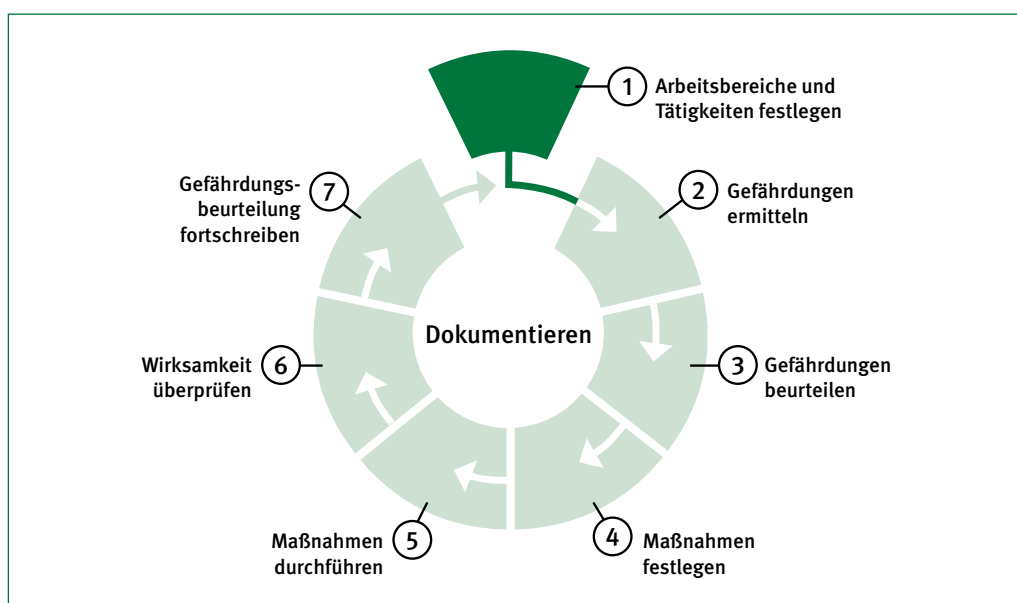 1
Arbeitsbereiche und
Tätigkeiten festlegen
2
Gefährdungen
ermitteln
3
Gefährdungen
beurteilen
4
Maßnahmen
festlegen
5
Maßnahmen
durchführen
6
Wirksamkeit
überprüfen
7
Gefährdungs-
beurteilung
fortschreiben
Dokumentieren